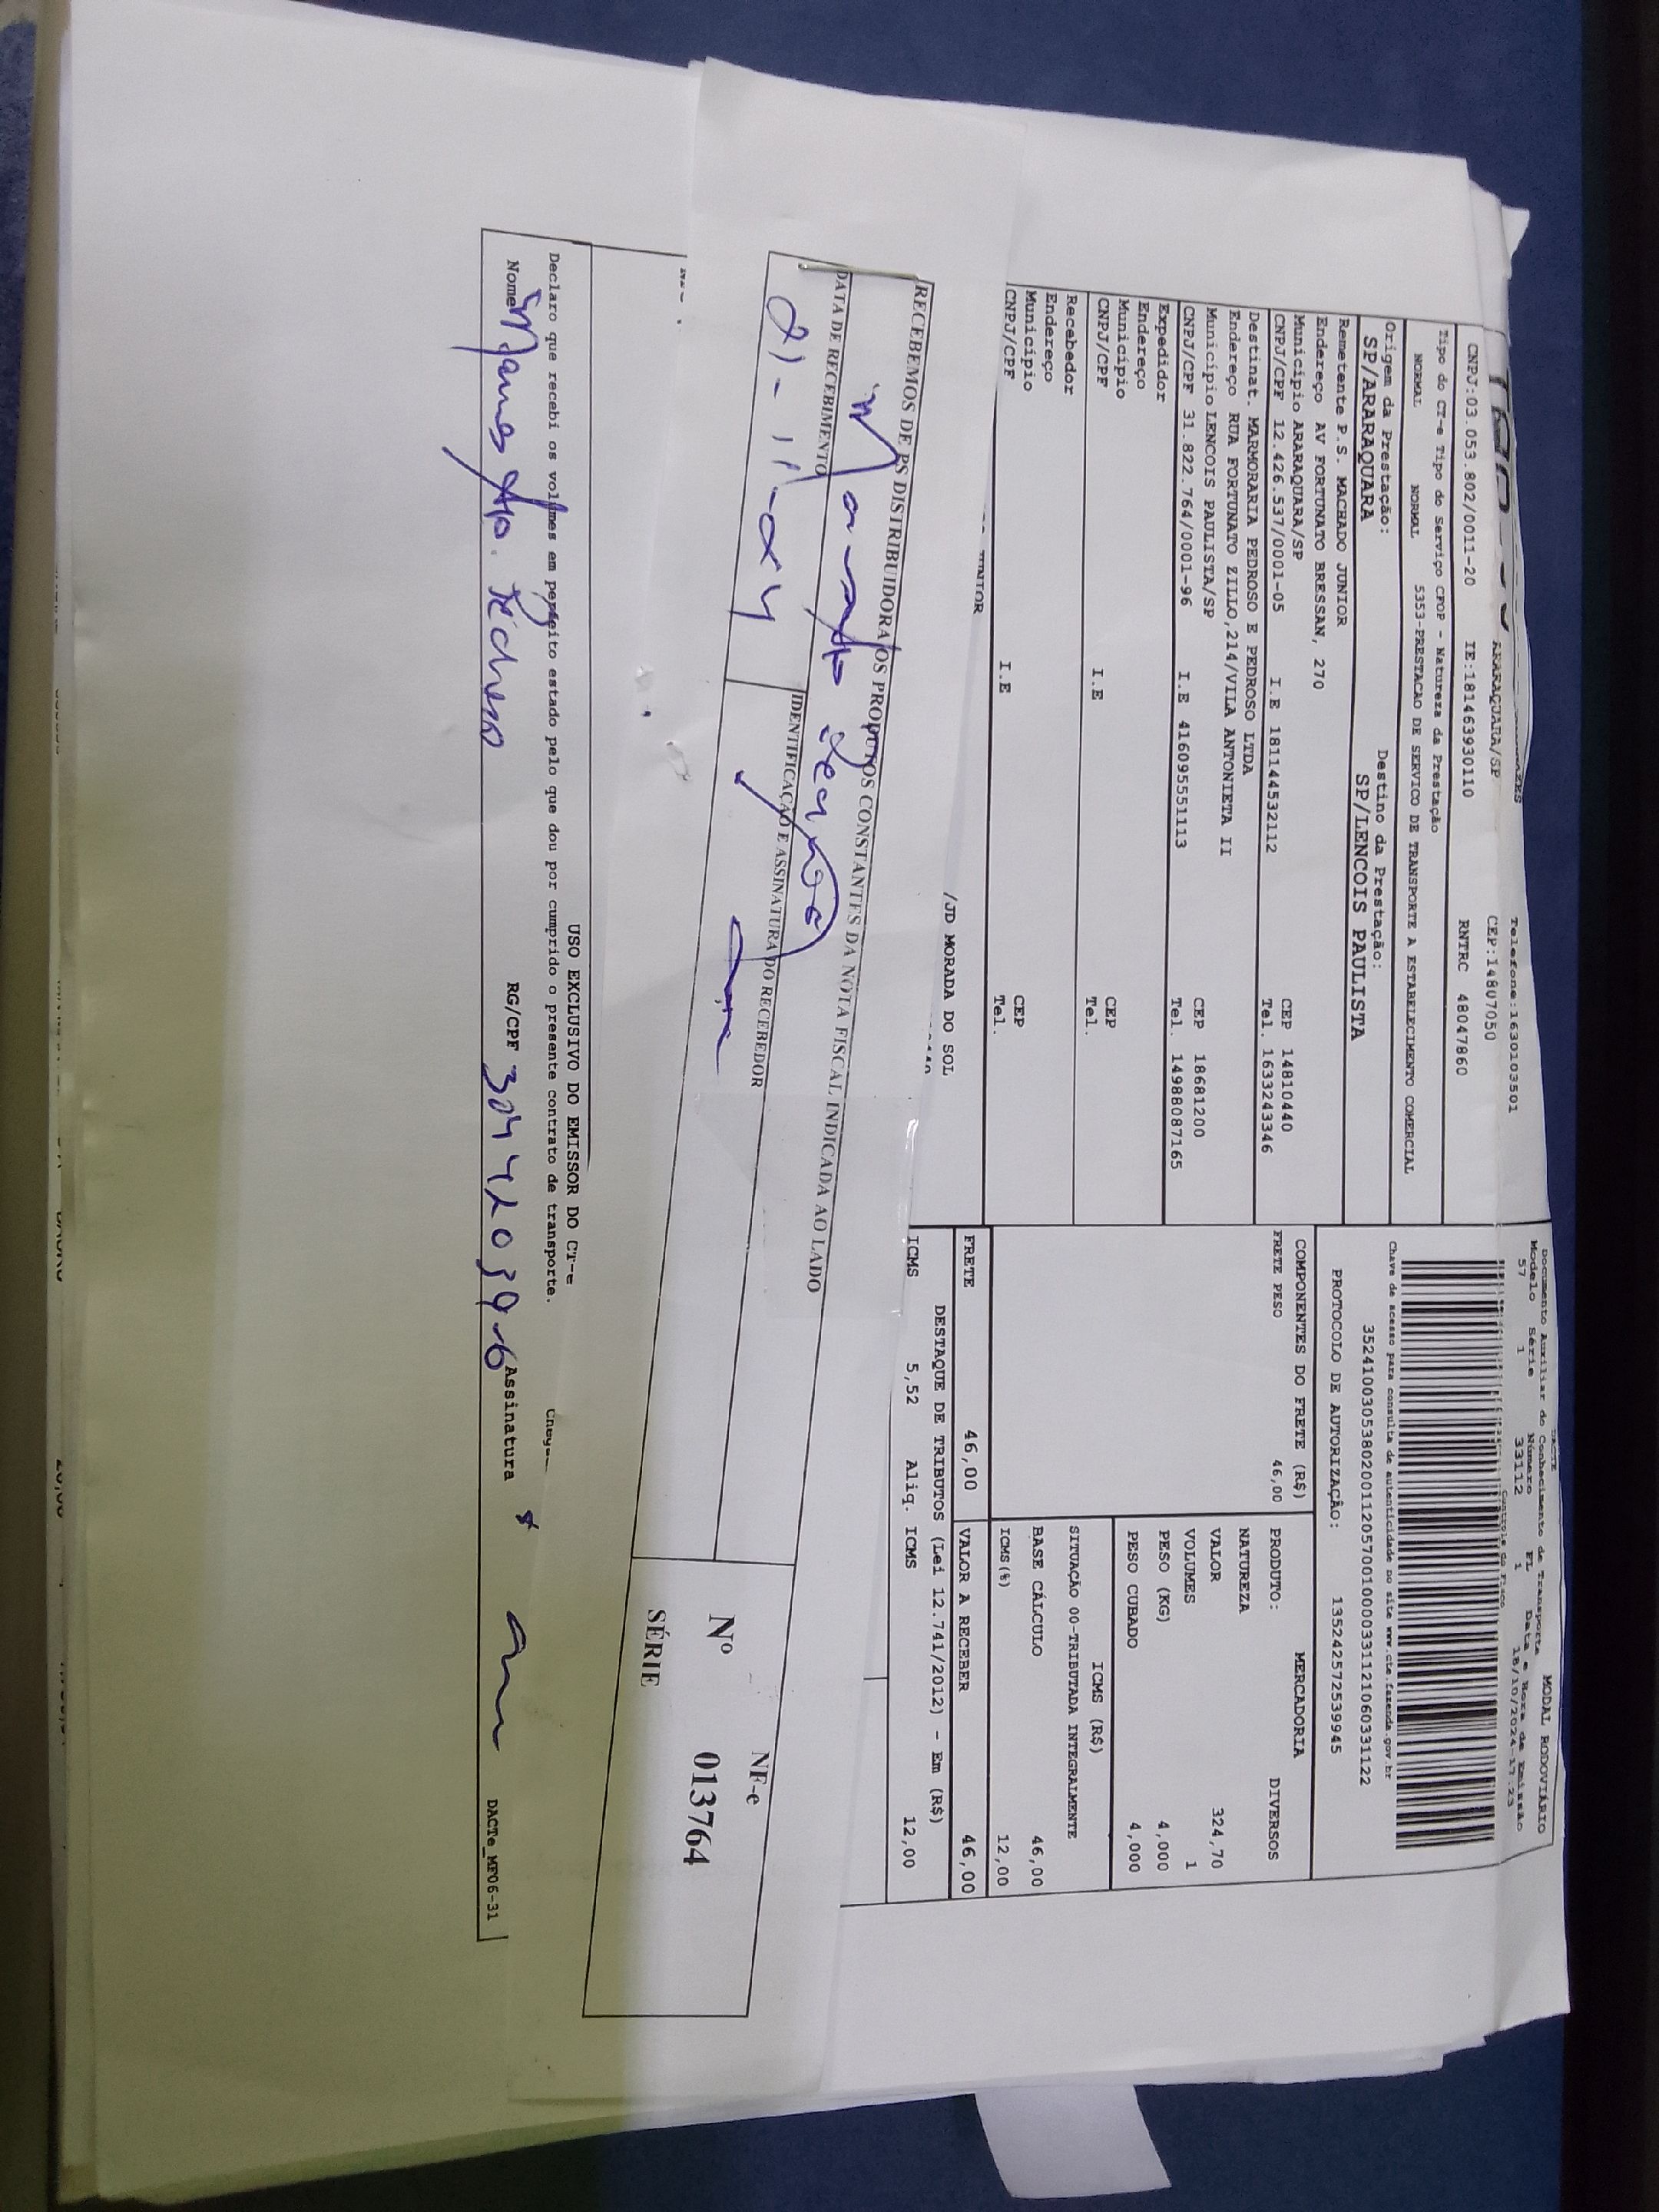 DACTE
MODAL RODOVIÁRIO
Documento Auxiliar do Conhecimento de Transporte
Modelo Série Número FL Data e Hora de Emissão
57 1 33112 1 18/10/2024-17:23
Controle do Fisco
Telefone:1630103501
ARARAQUARA/SP CEP:14807050
CNPJ:03.053.802/0011-20 IE:181463930110 RNTRC 48047860
Tipo do CT-e Tipo do Serviço CFOP - Natureza da Prestação
NORMAL NORMAL 5353-PRESTACAO DE SERVICO DE TRANSPORTE A ESTABELECIMENTO COMERCIAL
Chave de acesso para consulta de autenticidade no site www.cte.fazenda.gov.br
Origem da Prestação: Destino da Prestação:
SP/ARARAQUARA SP/LENCOIS PAULISTA
PROTOCOLO DE AUTORIZAÇÃO: 135242572539945
Remetente P.S. MACHADO JUNIOR
Endereço AV FORTUNATO BRESSAN, 270
Município ARARAQUARA/SP CEP 14810440
CNPJ/CPF 12.426.537/0001-05 I.E 181445532112 Tel. 1633243346
Destinat. MARMORARIA PEDROSO E PEDROSO LTDA
Endereço RUA FORTUNATO ZILLO,214/VILA ANTONIETA II
Município LENCOIS PAULISTA/SP CEP 18681200
CNPJ/CPF 31.822.764/0001-96 I.E 416095551113 Tel. 14988087165
Expedidor
Endereço
Município CEP
CNPJ/CPF I.E Tel.
Recebedor
Endereço
Município CEP
CNPJ/CPF I.E Tel.
JUNIOR
/JD MORADA DO SOL
COMPONENTES DO FRETE (R$)
FRETE PESO 46,00
MERCADORIA
PRODUTO: DIVERSOS
NATUREZA
VALOR 324,70
VOLUMES 1
PESO (KG) 4,000
PESO CUBADO 4,000
ICMS (R$)
SITUAÇÃO 00-TRIBUTADA INTEGRALMENTE
BASE CÁLCULO 46,00
ICMS(%) 12,00
FRETE 46,00 VALOR A RECEBER 46,00
DESTAQUE DE TRIBUTOS (Lei 12.741/2012) - Em (R$)
ICMS 5,52 Aliq. ICMS 12,00
RECEBEMOS DE PS DISTRIBUIDORA OS PRODUTOS CONSTANTES DA NOTA FISCAL INDICADA AO LADO
DATA DE RECEBIMENTO
IDENTIFICAÇÃO E ASSINATURA DO RECEBEDOR
NF-e
Nº 013764
SÉRIE
USO EXCLUSIVO DO EMISSOR DO CT-e
Declaro que recebi os volumes em perfeito estado pelo que dou por cumprido o presente contrato de transporte.
Nome RG/CPF Assinatura
DACTe_MF06-31